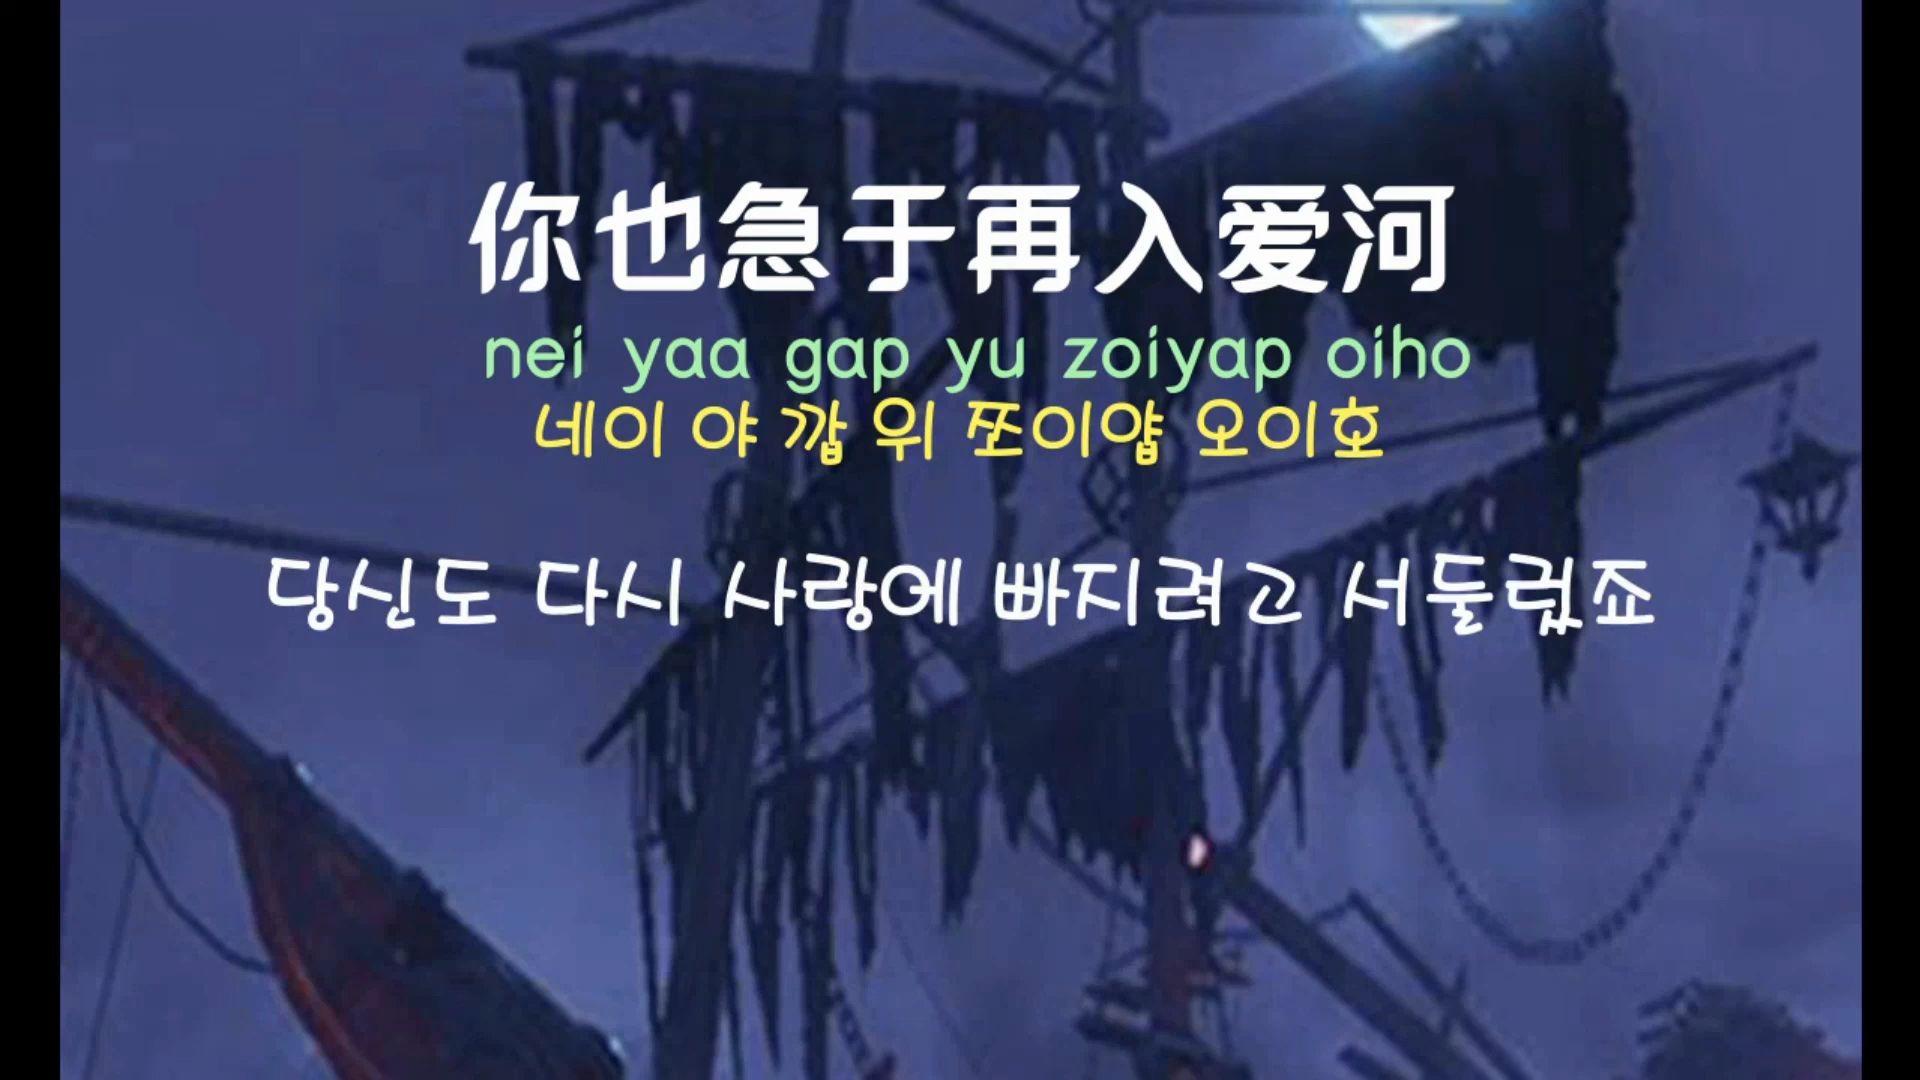 你也急于再入爱河
nei yaa gap yu zoiyap oiho
네이 야 깝 위 쪼이얍 오이호
당신도 다시 사랑에 빠지려고 서둘렀죠